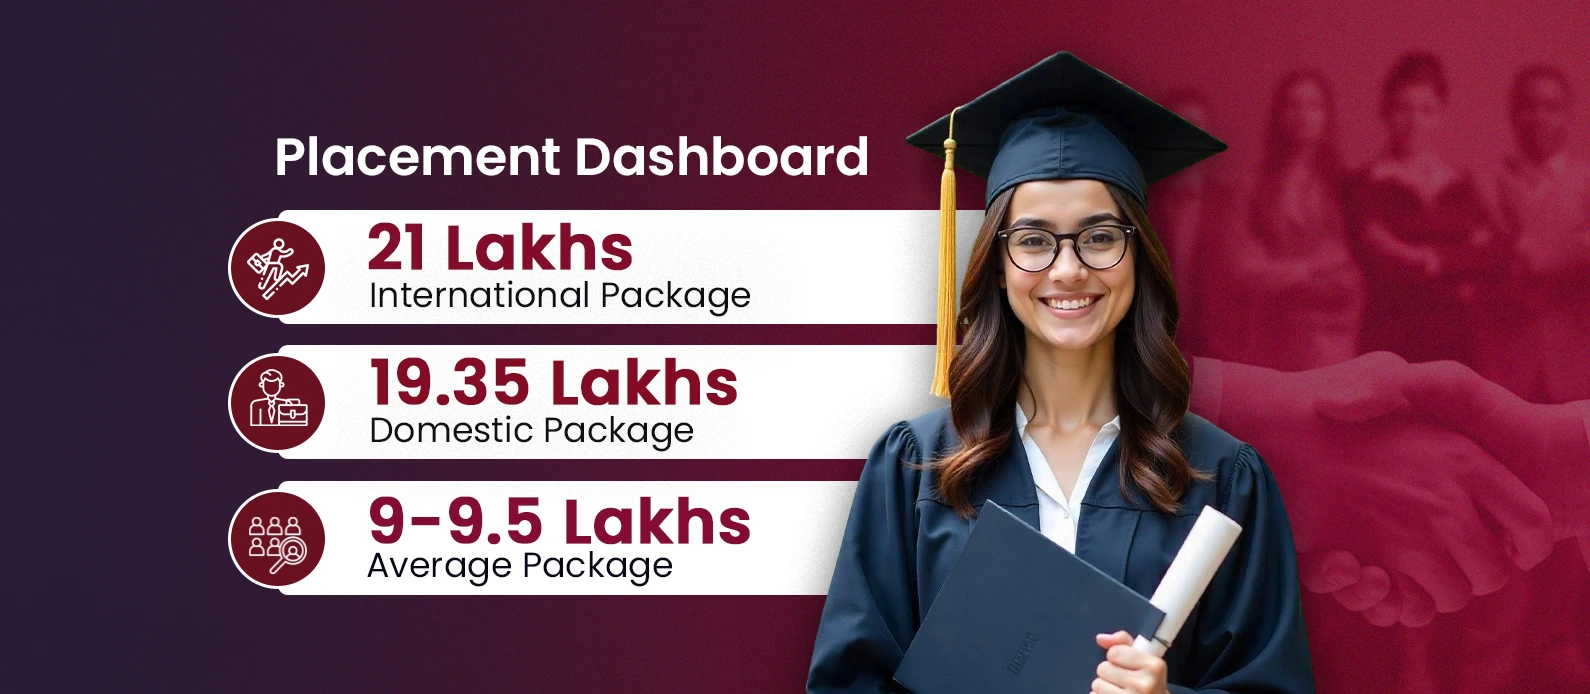 Placement Dashboard
21 Lakhs
International Package
19.35 Lakhs
Domestic Package
9-9.5 Lakhs
Average Package